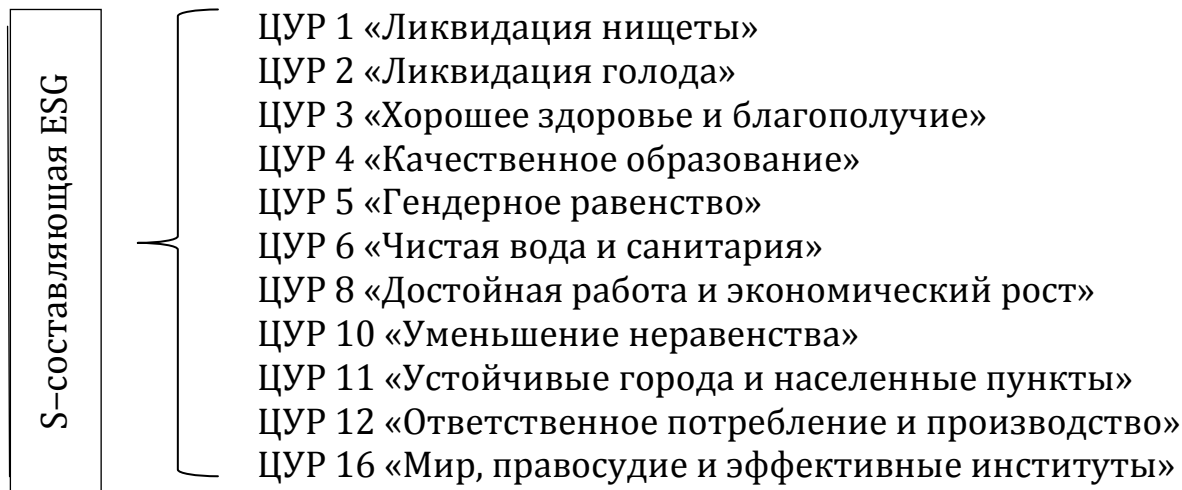 S–составляющая ESG
ЦУР 1 «Ликвидация нищеты»
ЦУР 2 «Ликвидация голода»
ЦУР 3 «Хорошее здоровье и благополучие»
ЦУР 4 «Качественное образование»
ЦУР 5 «Гендерное равенство»
ЦУР 6 «Чистая вода и санитария»
ЦУР 8 «Достойная работа и экономический рост»
ЦУР 10 «Уменьшение неравенства»
ЦУР 11 «Устойчивые города и населенные пункты»
ЦУР 12 «Ответственное потребление и производство»
ЦУР 16 «Мир, правосудие и эффективные институты»